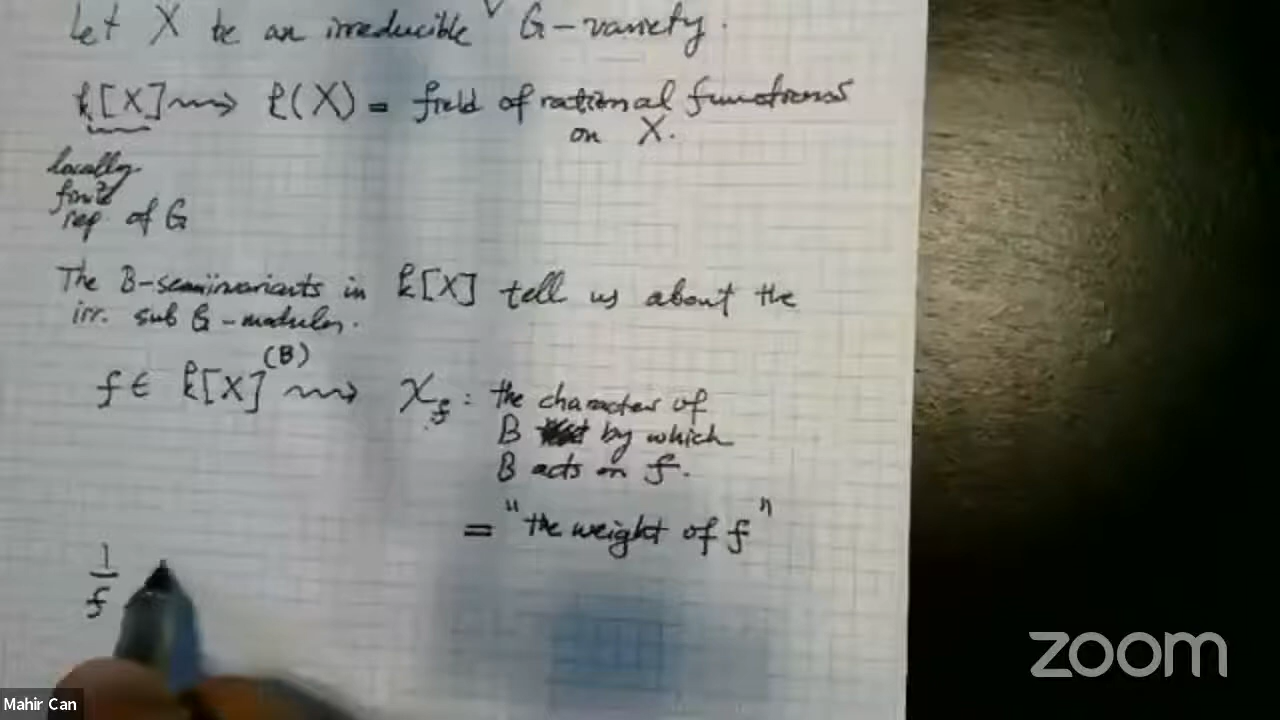 Let X be an irreducible ∨ G-variety.
k[X] ⇝ k(X) = field of rational functions
on X.
locally
finite
rep. of G
The B-semiinvariants in k[X] tell us about the
irr. sub G-modules.
f ∈ k[X]^(B) ⇝ χ_f : the character of
B by which
B acts on f.
= "the weight of f"
1/f
zoom
Mahir Can